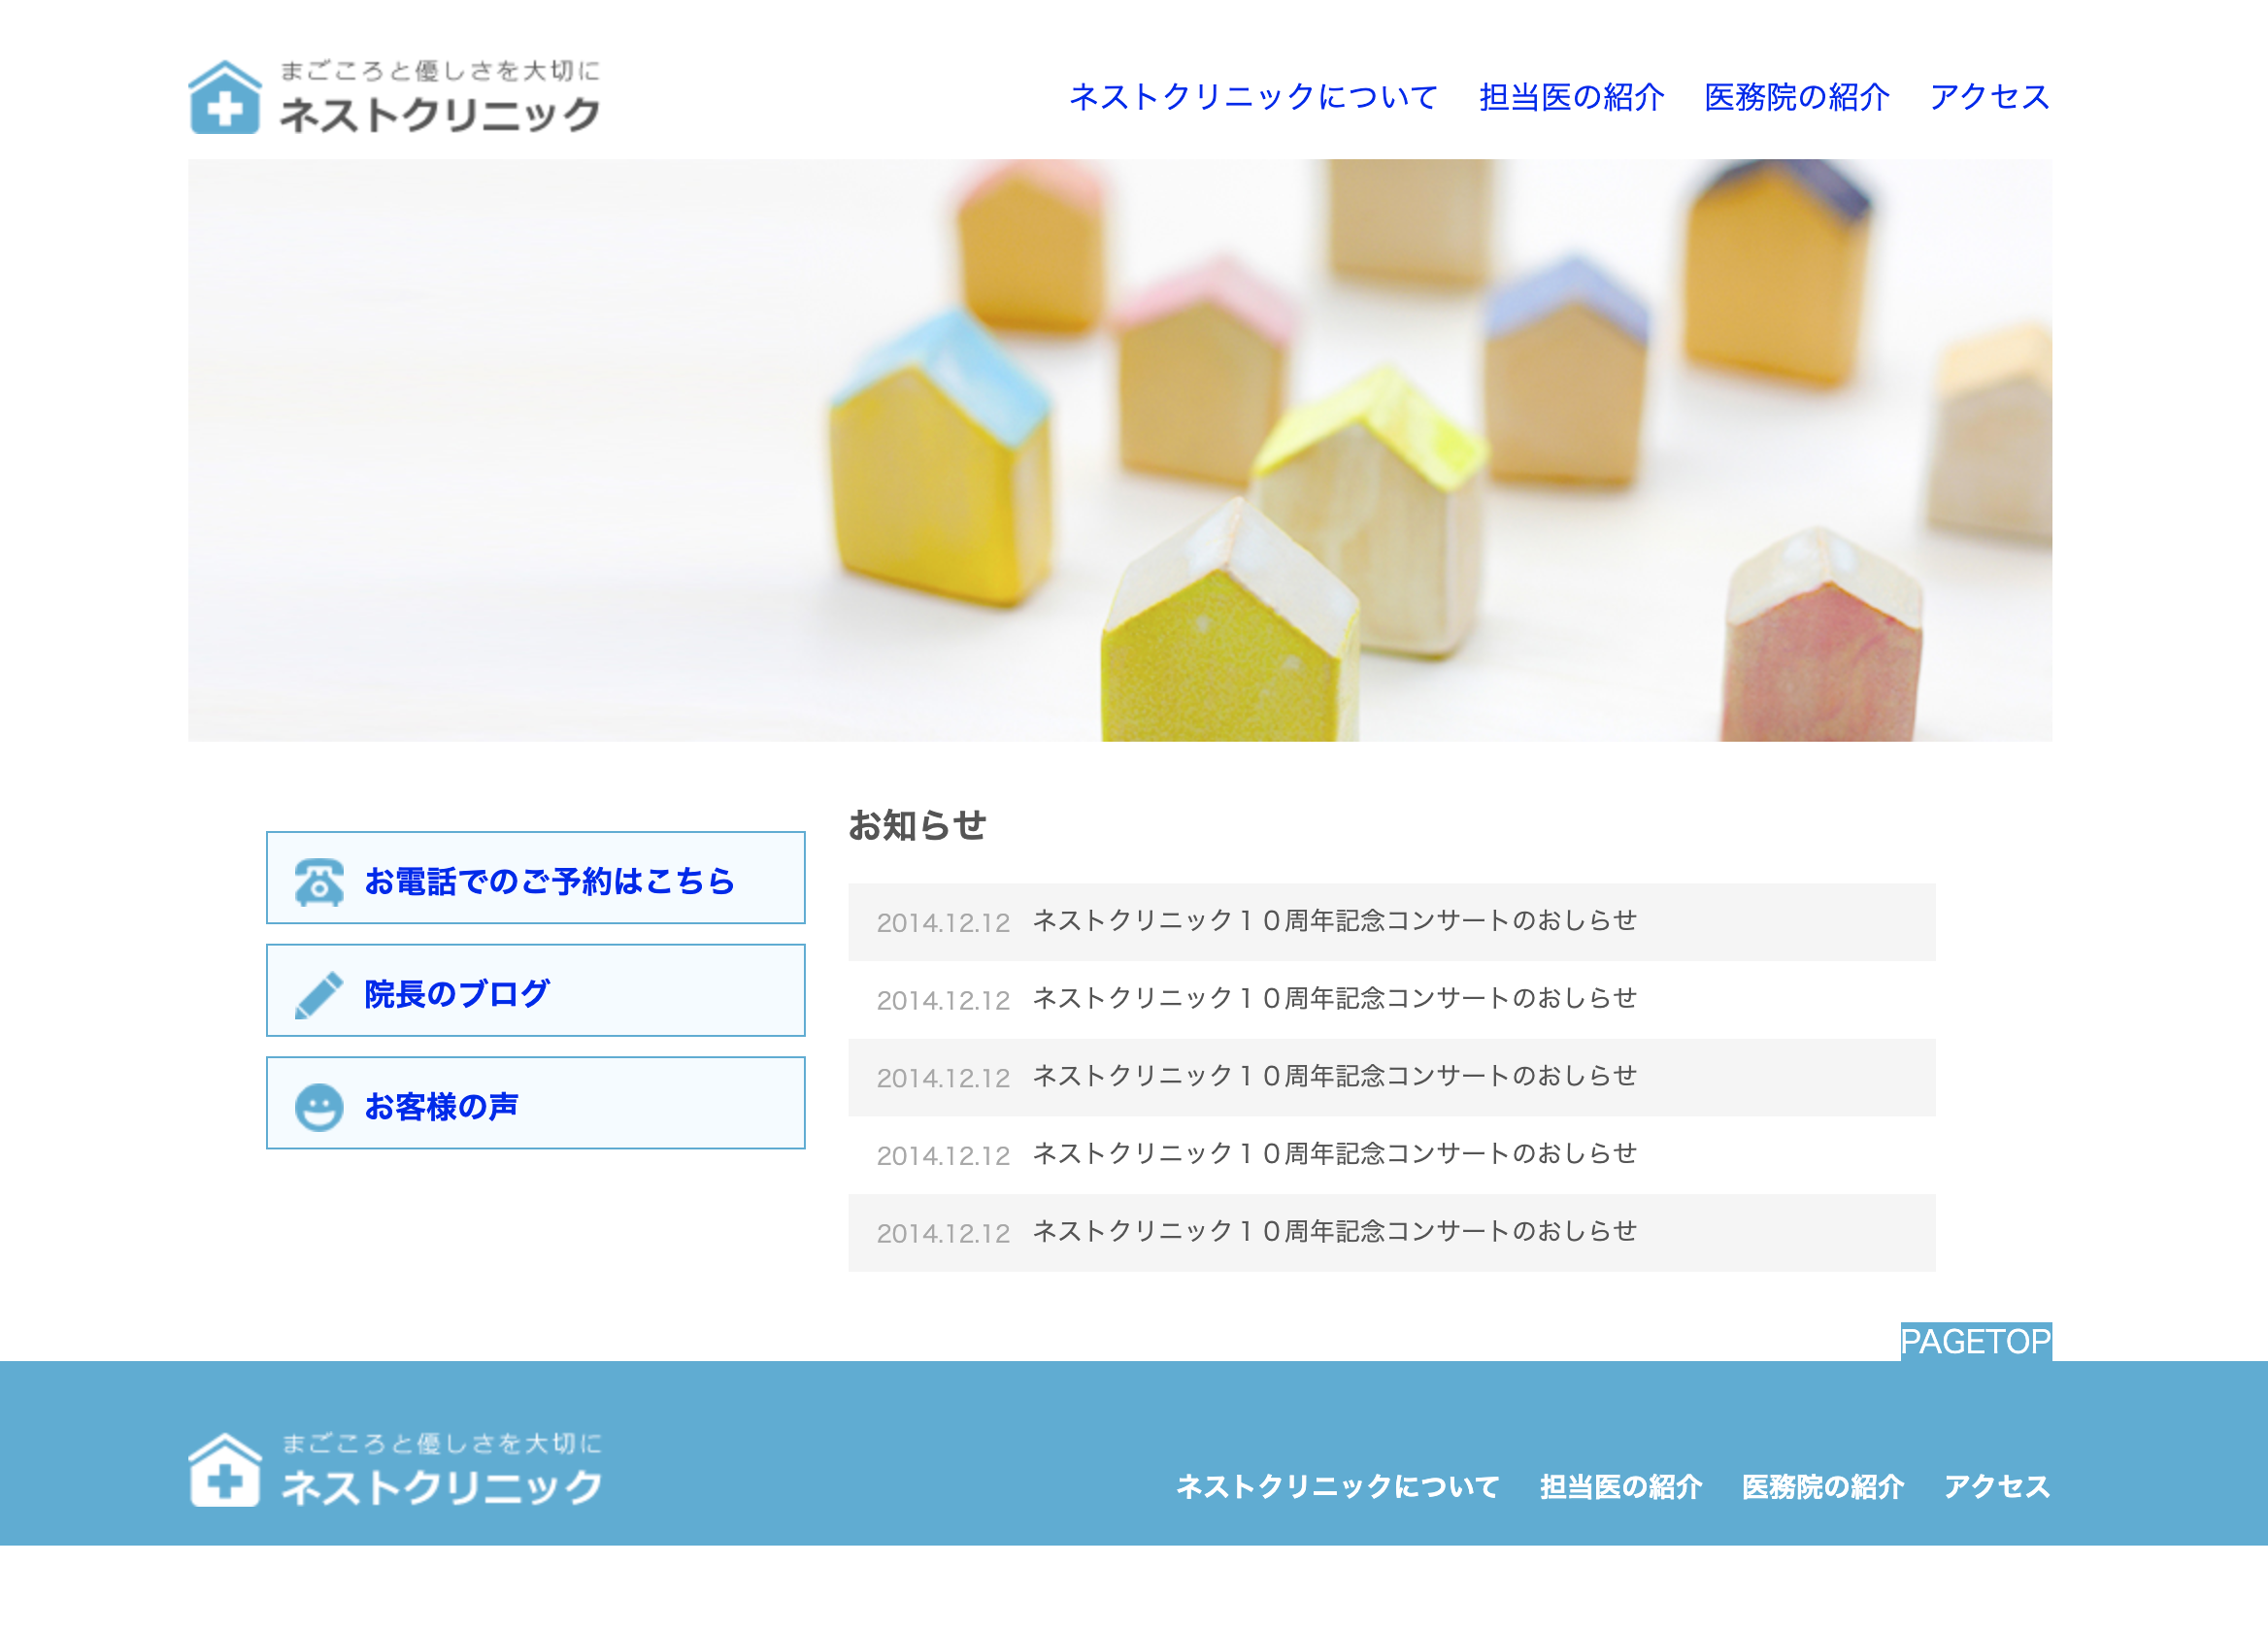 まごころと優しさを大切に
ネストクリニック
ネストクリニックについて 担当医の紹介 医務院の紹介 アクセス
お電話でのご予約はこちら
院長のブログ
お客様の声
お知らせ
2014.12.12 ネストクリニック１０周年記念コンサートのおしらせ
2014.12.12 ネストクリニック１０周年記念コンサートのおしらせ
2014.12.12 ネストクリニック１０周年記念コンサートのおしらせ
2014.12.12 ネストクリニック１０周年記念コンサートのおしらせ
2014.12.12 ネストクリニック１０周年記念コンサートのおしらせ
PAGETOP
まごころと優しさを大切に
ネストクリニック
ネストクリニックについて 担当医の紹介 医務院の紹介 アクセス